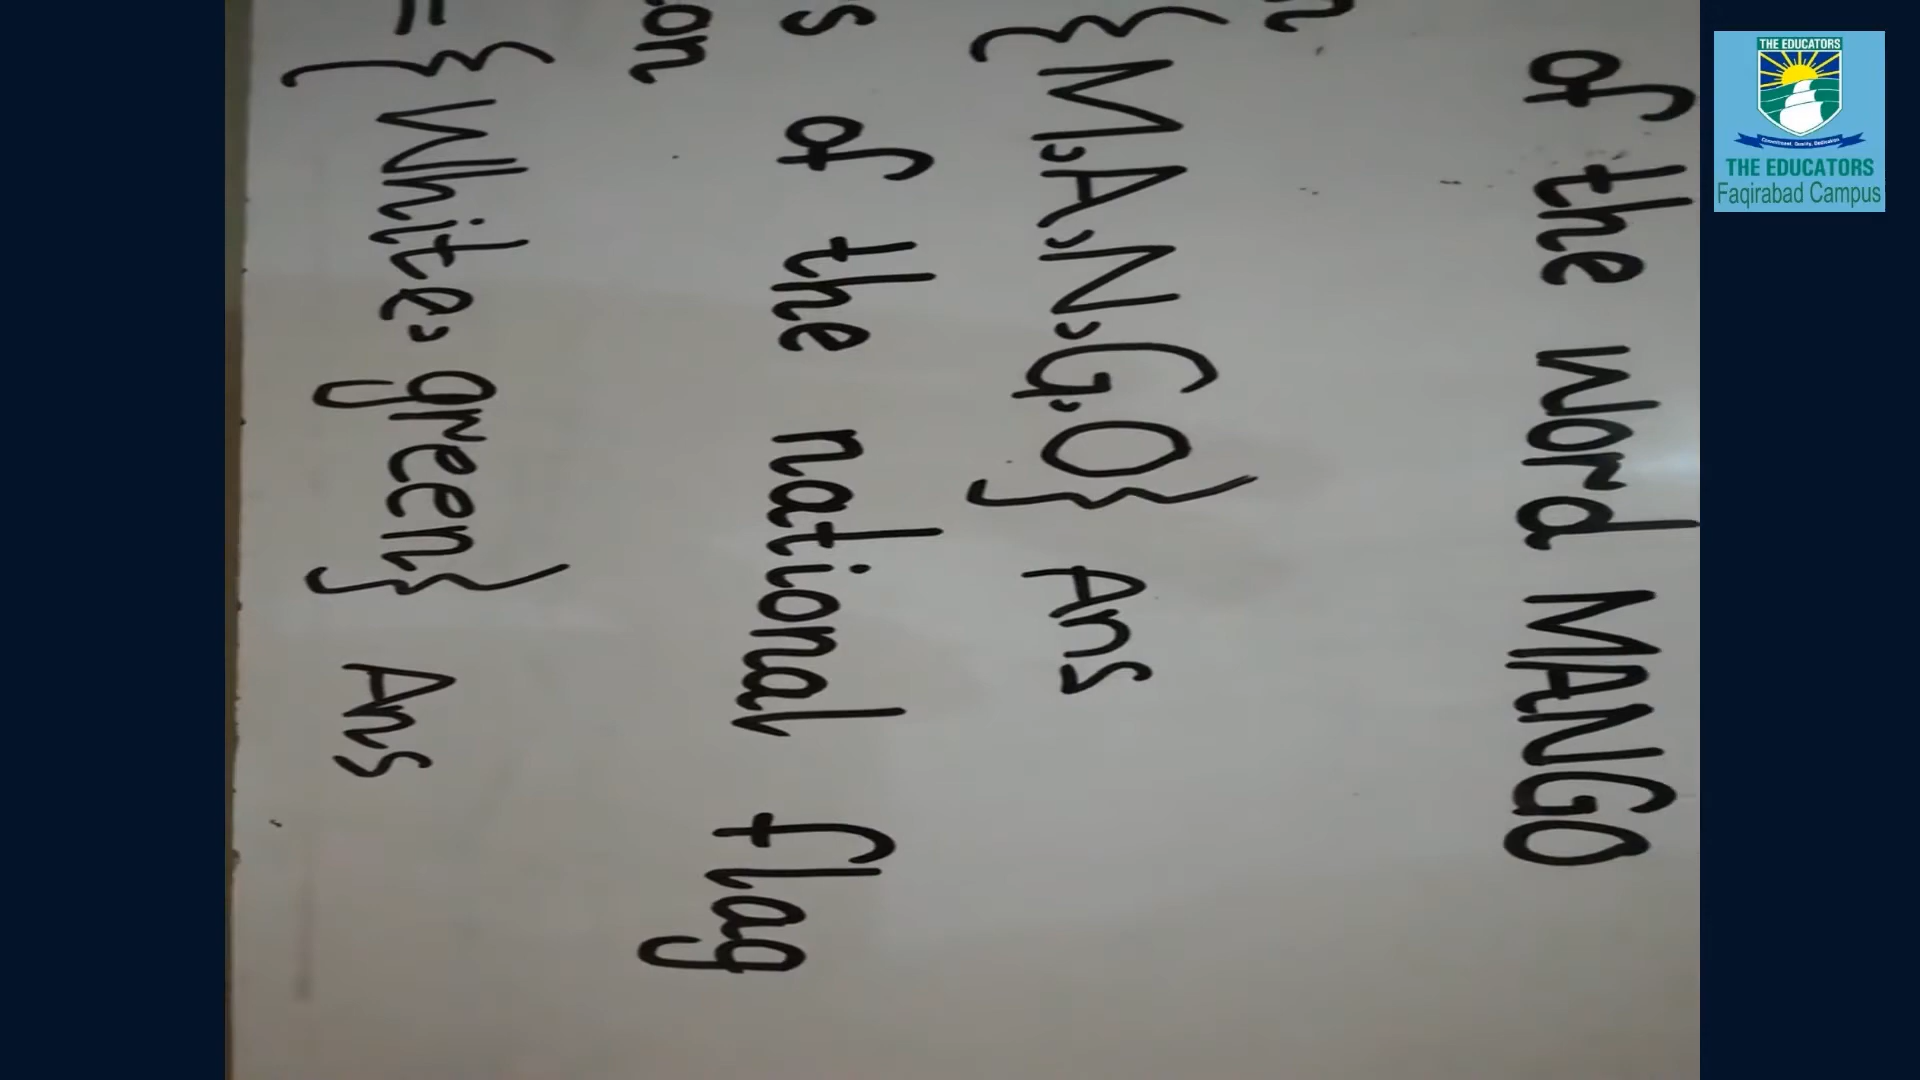 of the word MANGO
{M,A,N,G,O} Ans
s of the national flag
on
={White, green} Ans
THE EDUCATORS
THE EDUCATORS
Faqirabad Campus